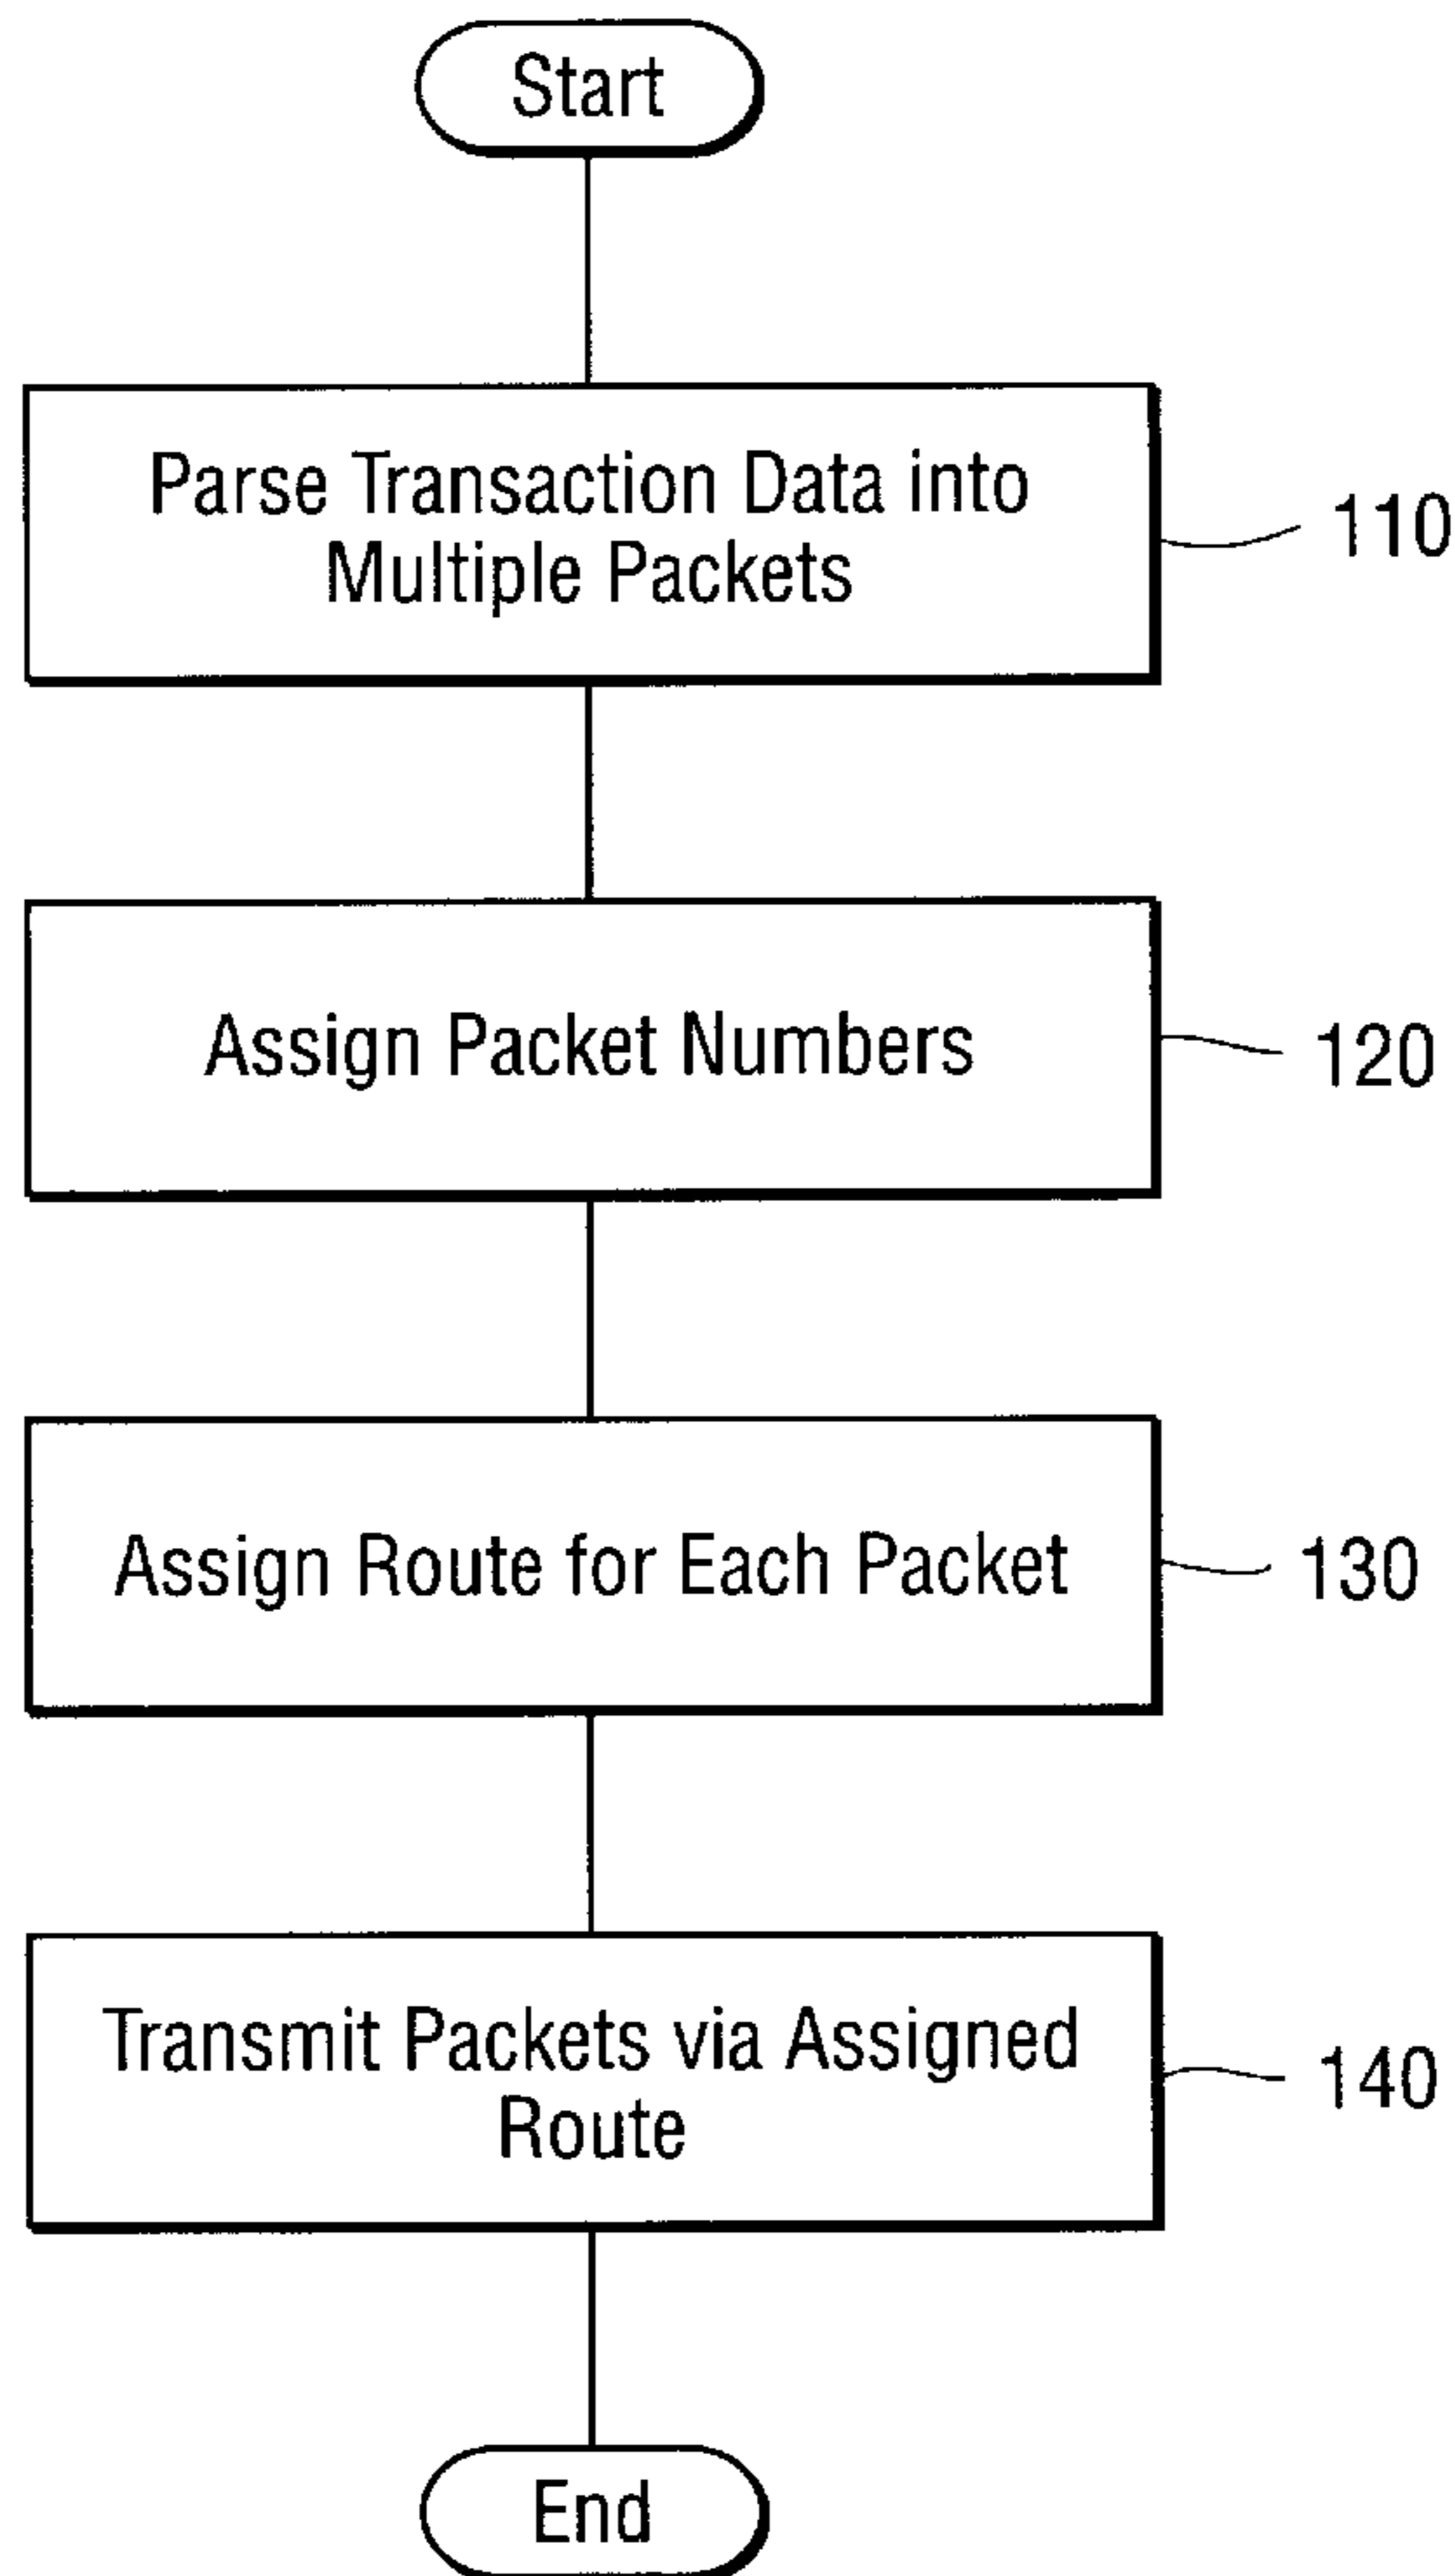 Start
Parse Transaction Data into
Multiple Packets
110
Assign Packet Numbers
120
Assign Route for Each Packet
130
Transmit Packets via Assigned
Route
140
End